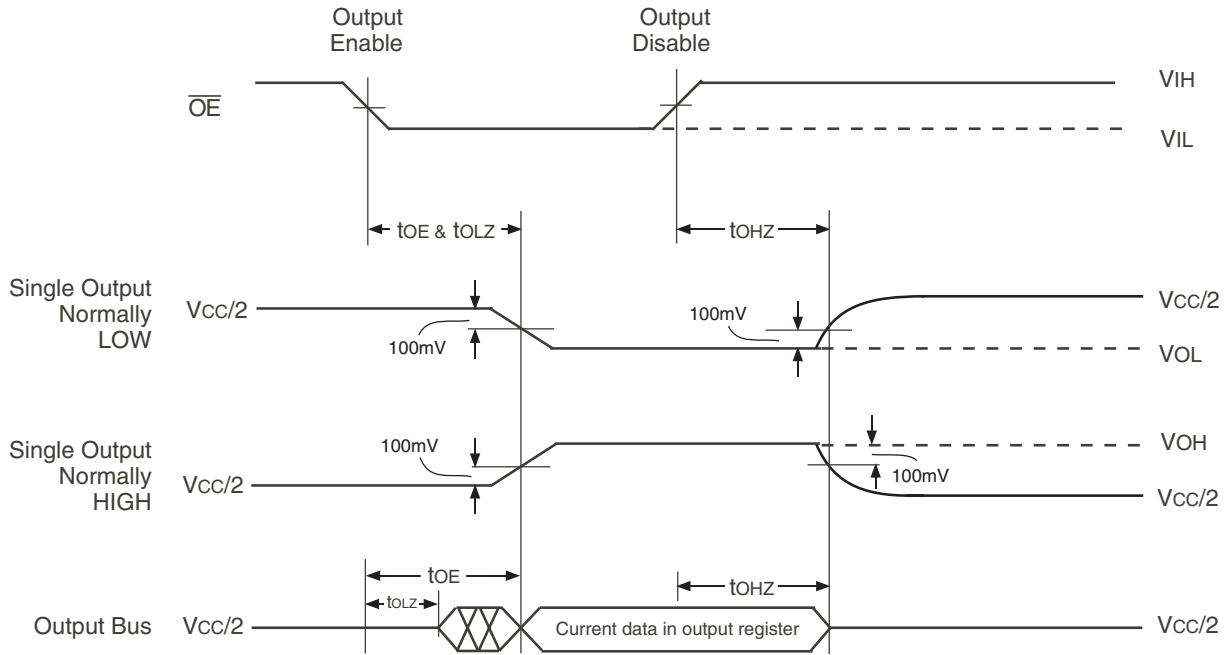 Output
Enable
Output
Disable
OE
VIH
VIL
tOE & tOLZ
tOHZ
Single Output
Normally
LOW
VCC/2
100mV
100mV
VCC/2
VOL
Single Output
Normally
HIGH
VCC/2
100mV
VOH
100mV
VCC/2
tOE
tOLZ
tOHZ
Output Bus
VCC/2
Current data in output register
VCC/2